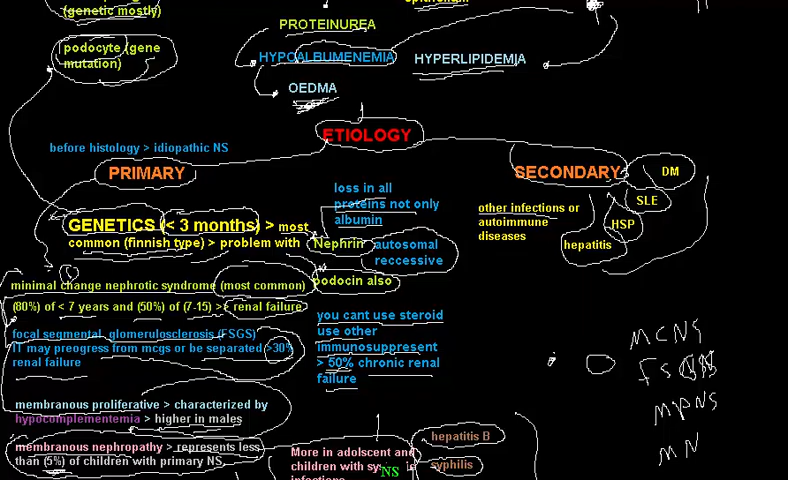 (genetic mostly)
podocyte (gene
mutation)
PROTEINUREA
HYPOALBUMENEMIA
HYPERLIPIDEMIA
OEDMA
ETIOLOGY
before histology > idiopathic NS
PRIMARY
SECONDARY
DM
SLE
HSP
hepatitis
other infections or
autoimmune
diseases
loss in all
proteins not only
albumin
GENETICS (< 3 months) > most
common (finnish type) > problem with
Nephrin
autosomal
reccessive
podocin also
minimal change nephrotic syndrome (most common)
(80%) of < 7 years and (50%) of (7-15) >> renal failure
focal segmental glomerulosclerosis (FSGS)
IT may preogress from mcgs or be separated >30%
renal failure
you cant use steroid
use other
immunosuppresent
> 50% chronic renal
failure
membranous proliferative > characterized by
hypocomplementemia > higher in males
membranous nephropathy > represents less
than (5%) of children with primary NS
More in adolscent and
children with
NS
hepatitis B
syphilis
MCNS
MPNS
MN